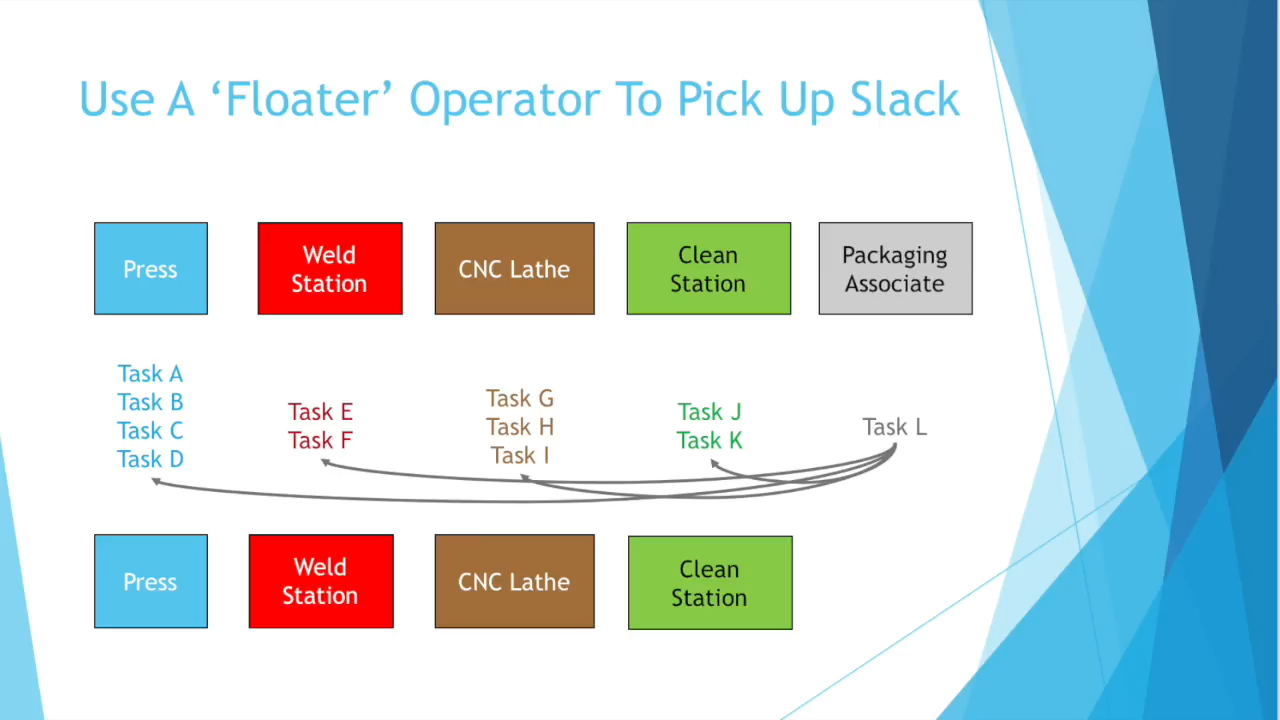 Use A ‘Floater’ Operator To Pick Up Slack
Press
Weld
Station
CNC Lathe
Clean
Station
Packaging
Associate
Task A
Task B
Task C
Task D
Task E
Task F
Task G
Task H
Task I
Task J
Task K
Task L
Press
Weld
Station
CNC Lathe
Clean
Station